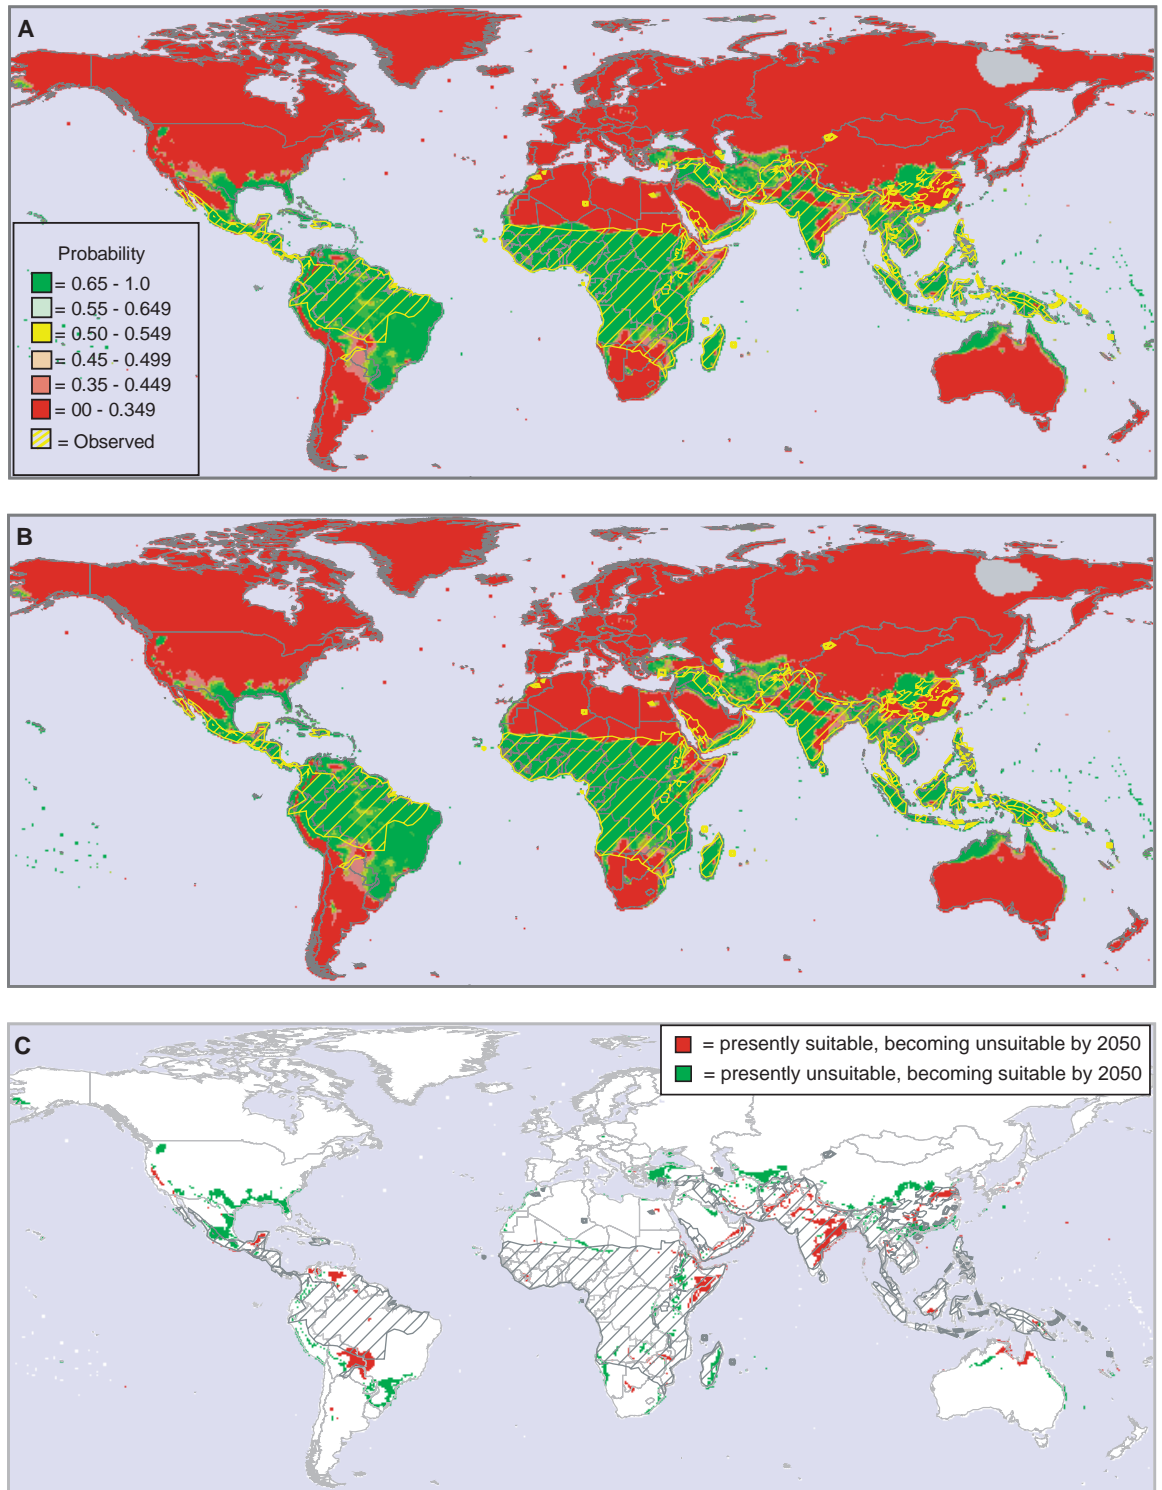 A
Probability
= 0.65 - 1.0
= 0.55 - 0.649
= 0.50 - 0.549
= 0.45 - 0.499
= 0.35 - 0.449
= 00 - 0.349
= Observed
B
C
= presently suitable, becoming unsuitable by 2050
= presently unsuitable, becoming suitable by 2050